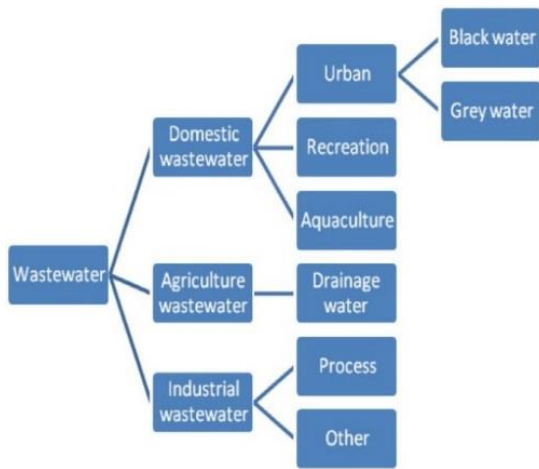 Wastewater
Domestic
wastewater
Urban
Black water
Grey water
Recreation
Aquaculture
Agriculture
wastewater
Drainage
water
Industrial
wastewater
Process
Other